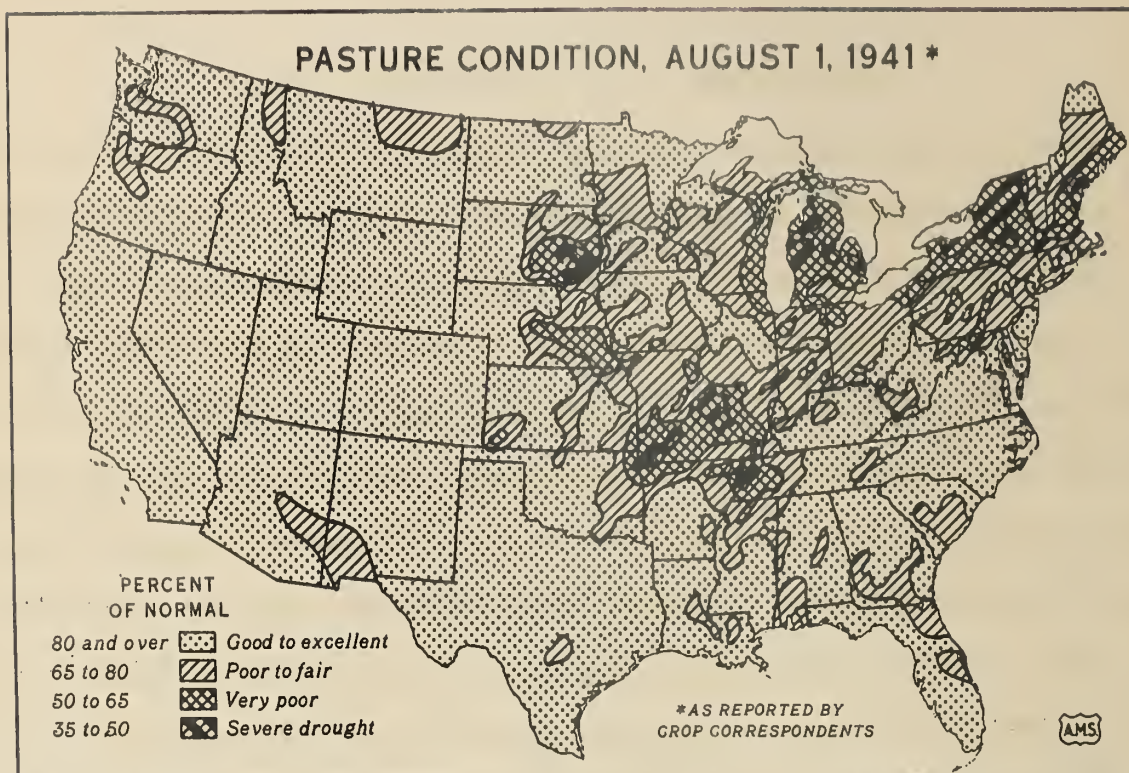 PASTURE CONDITION, AUGUST 1, 1941*
PERCENT
OF NORMAL
80 and over Good to excellent
65 to 80 Poor to fair
50 to 65 Very poor
35 to 50 Severe drought
*AS REPORTED BY
CROP CORRESPONDENTS
A.M.S.